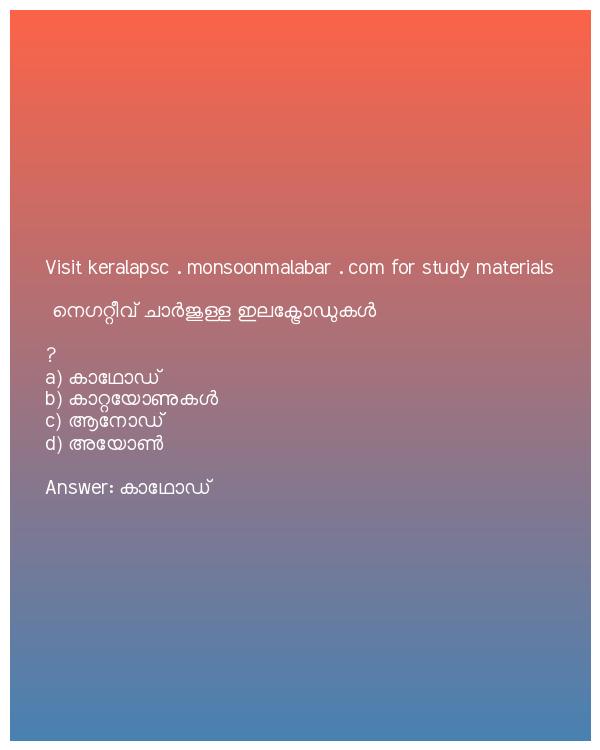 Visit keralapsc . monsoonmalabar . com for study materials
നെഗറ്റീവ് ചാർജുള്ള ഇലക്ട്രോഡുകൾ
?
a) കാഥോഡ്
b) കാറ്റയോണുകൾ
c) ആനോഡ്
d) അയോൺ
Answer: കാഥോഡ്